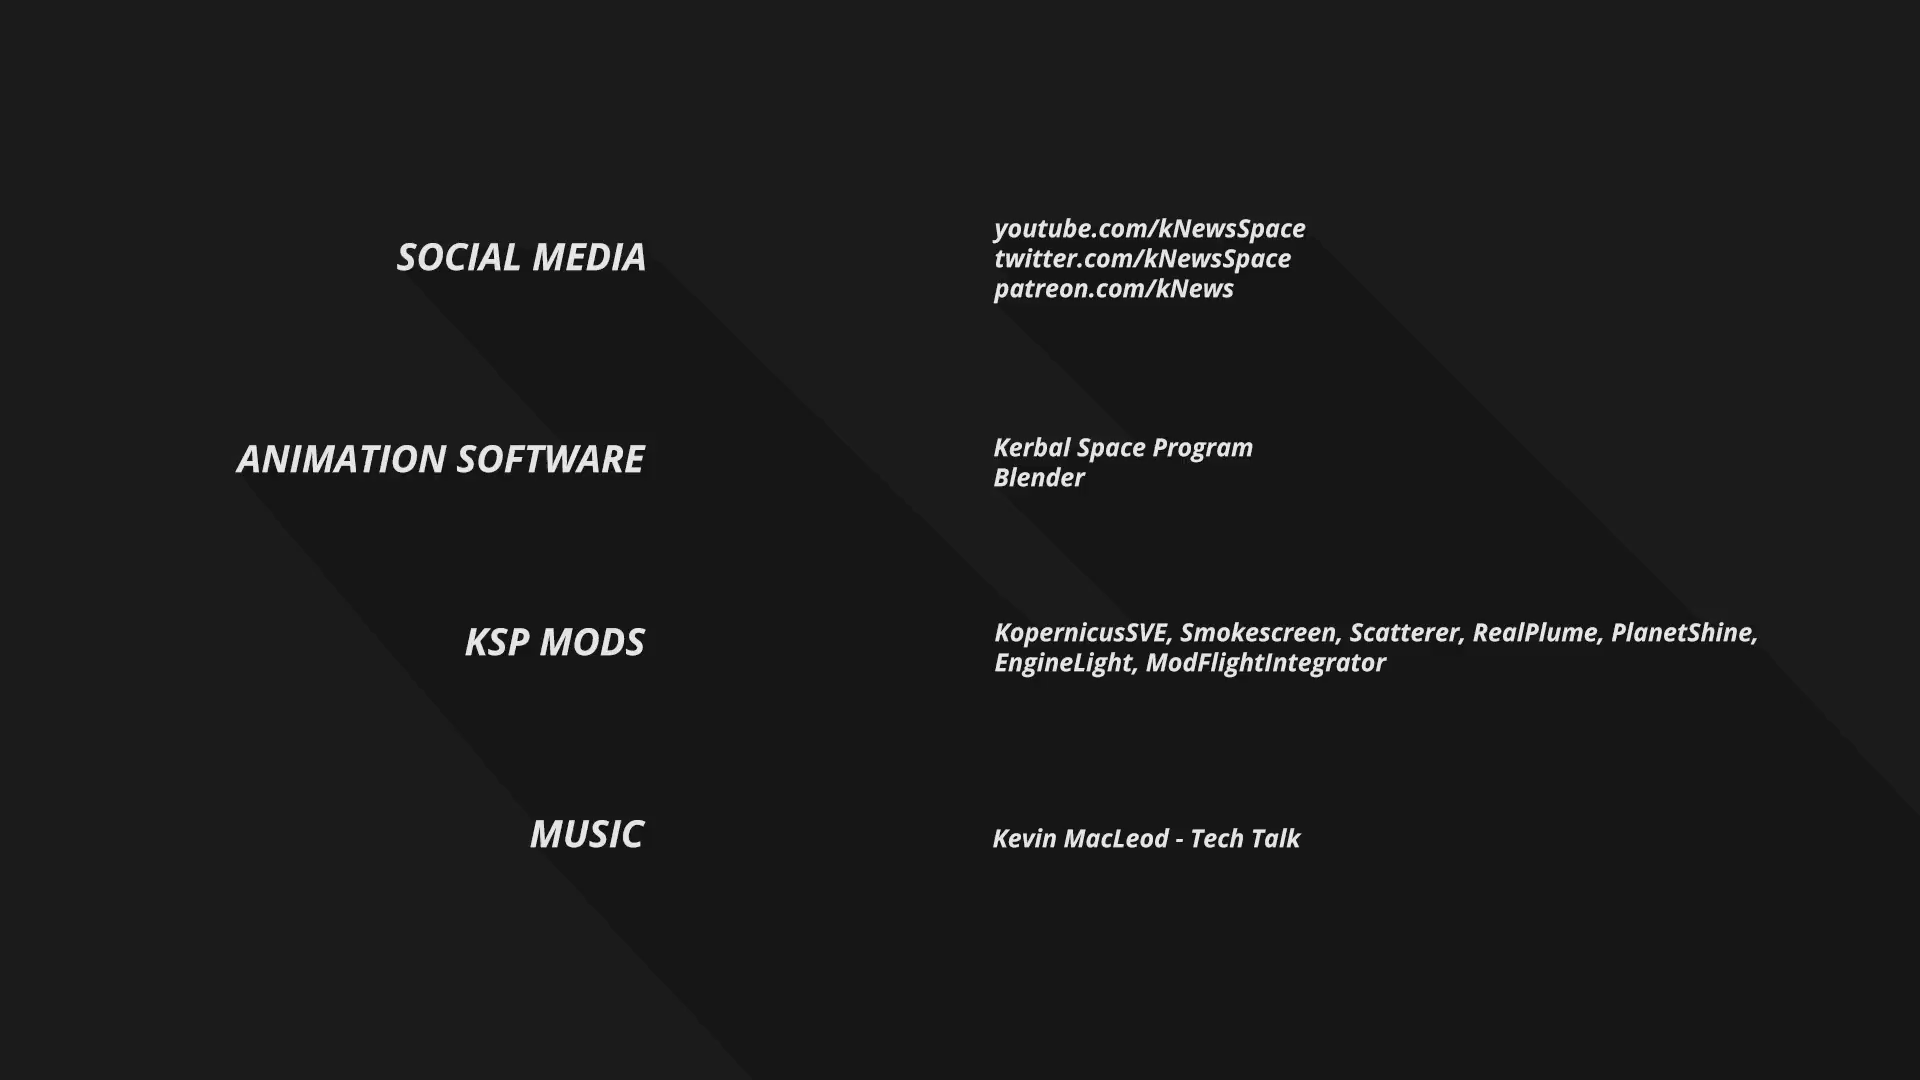 SOCIAL MEDIA
youtube.com/kNewsSpace
twitter.com/kNewsSpace
patreon.com/kNews
ANIMATION SOFTWARE
Kerbal Space Program
Blender
KSP MODS
KopernicusSVE, Smokescreen, Scatterer, RealPlume, PlanetShine,
EngineLight, ModFlightIntegrator
MUSIC
Kevin MacLeod - Tech Talk